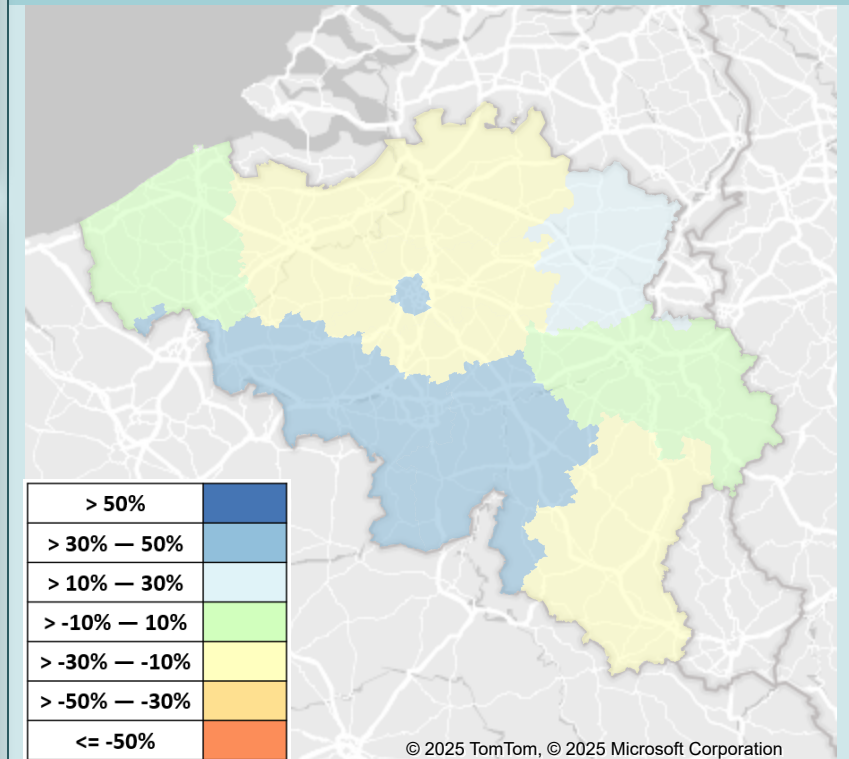 > 50%
> 30% — 50%
> 10% — 30%
> -10% — 10%
> -30% — -10%
> -50% — -30%
<= -50%
© 2025 TomTom, © 2025 Microsoft Corporation